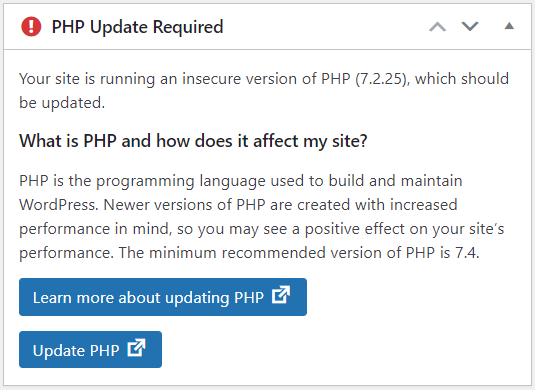 PHP Update Required
Your site is running an insecure version of PHP (7.2.25), which should
be updated.
What is PHP and how does it affect my site?
PHP is the programming language used to build and maintain
WordPress. Newer versions of PHP are created with increased
performance in mind, so you may see a positive effect on your site’s
performance. The minimum recommended version of PHP is 7.4.
Learn more about updating PHP
Update PHP